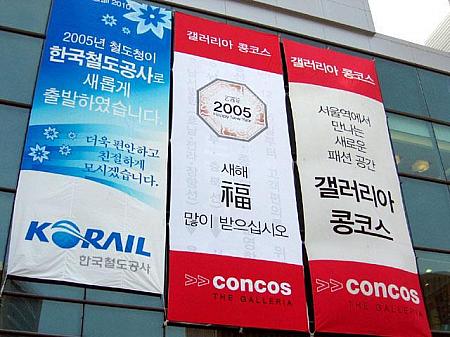 2010
2005년 철도청이
한국철도공사로
새롭게
출발하였습니다.
더욱 편안하고
친절하게
모시겠습니다.
KORAIL
한국철도공사
갤러리아 콩코스
2005
Happy New Year
새해
福
많이 받으십시오
>> concos
THE GALLERIA
갤러리아 콩코스
서울역에서
만나는
새로운
패션 공간
갤러리아
콩코스
>> concos
THE GALLERIA